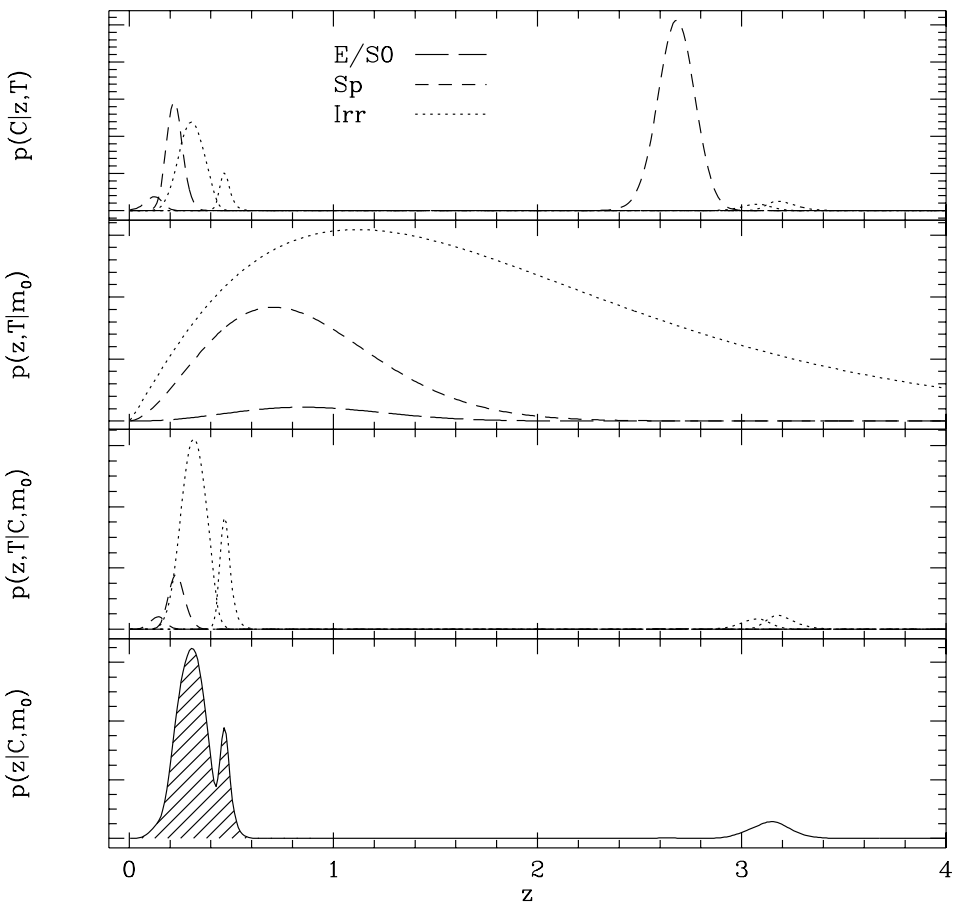 p(C|z,T)
E/S0
Sp
Irr
p(z,T|m0)
p(z,T|C,m0)
p(z|C,m0)
0 1 2 3 4
z